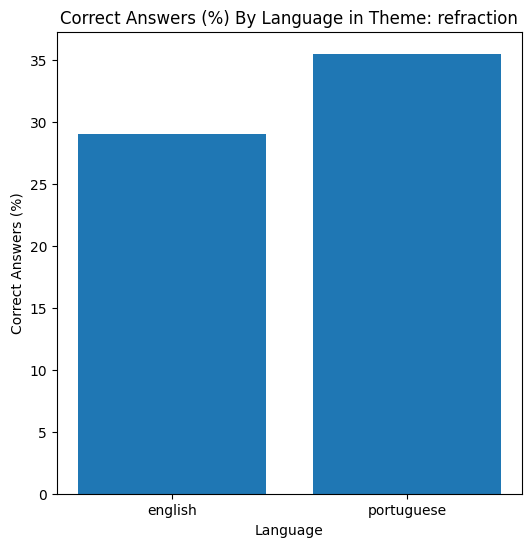 Correct Answers (%) By Language in Theme: refraction
Correct Answers (%)
35
30
25
20
15
10
5
0
english portuguese
Language